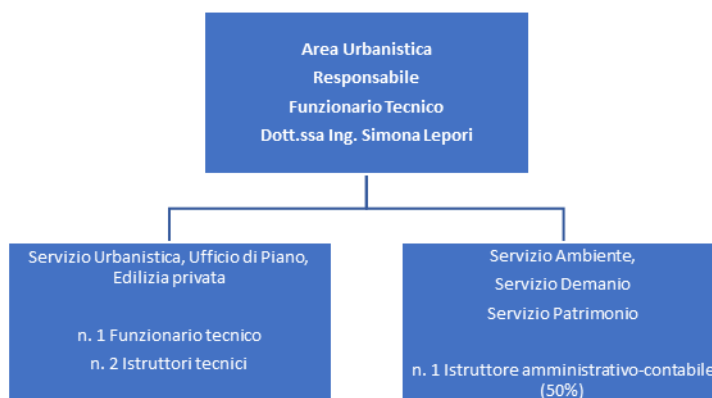 Area Urbanistica
Responsabile
Funzionario Tecnico
Dott.ssa Ing. Simona Lepori
Servizio Urbanistica, Ufficio di Piano,
Edilizia privata
n. 1 Funzionario tecnico
n. 2 Istruttori tecnici
Servizio Ambiente,
Servizio Demanio
Servizio Patrimonio
n. 1 Istruttore amministrativo-contabile
(50%)